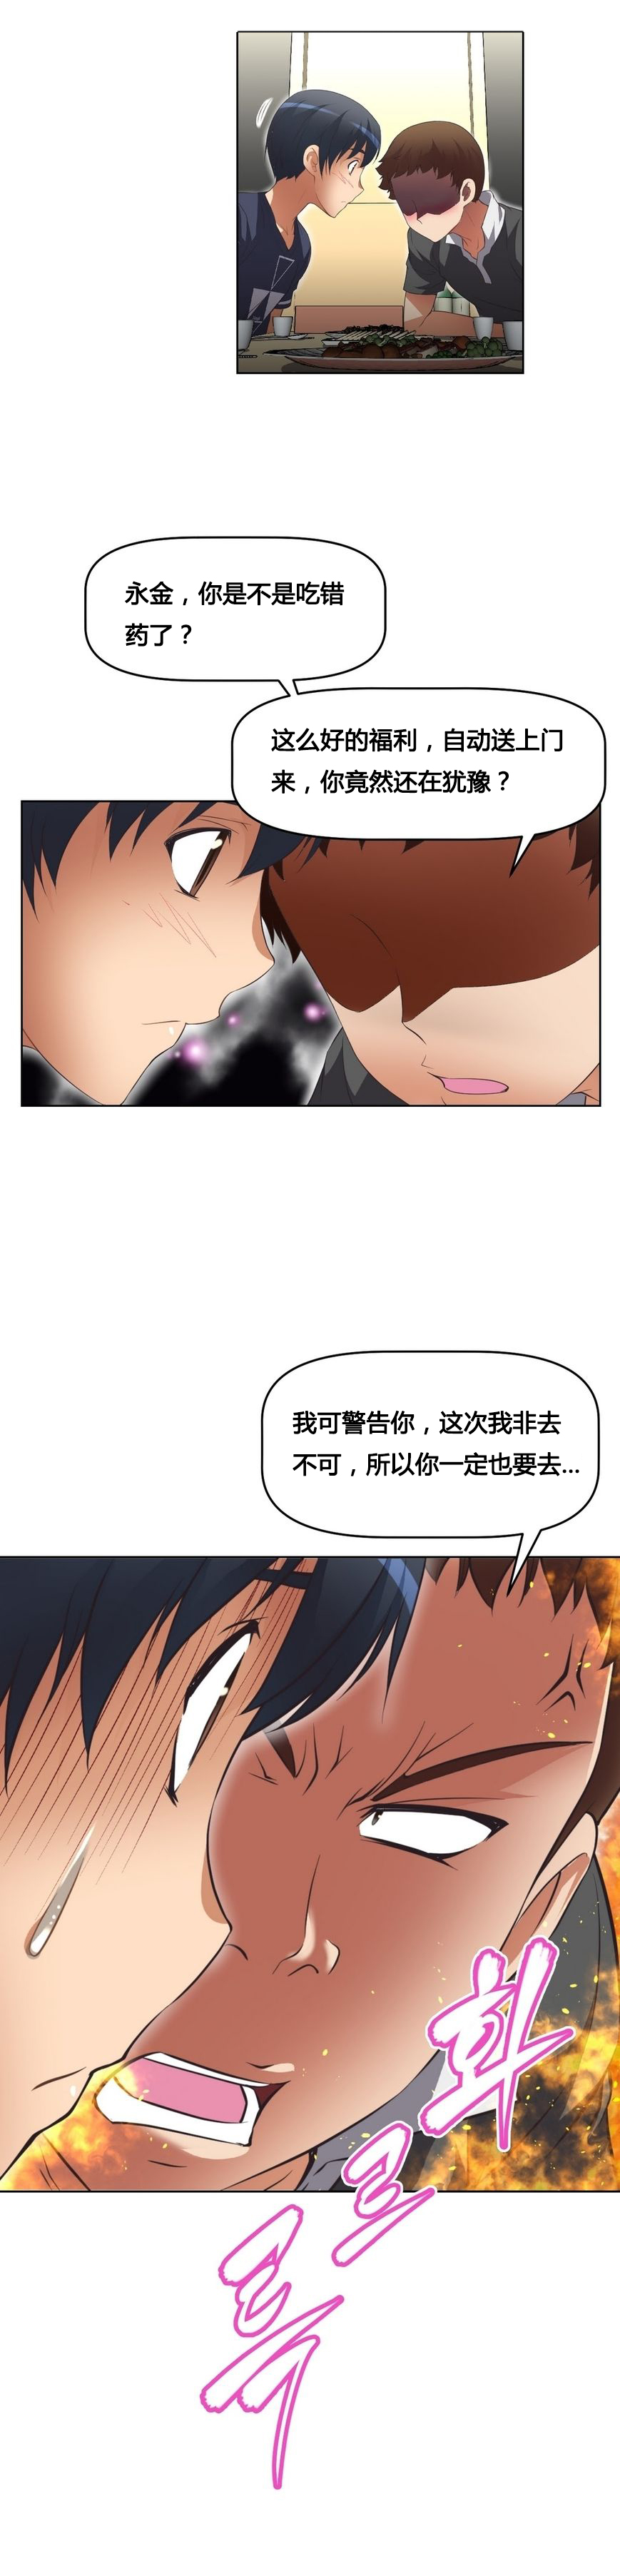 永金，你是不是吃错
药了？
这么好的福利，自动送上门
来，你竟然还在犹豫？
我可警告你，这次我非去
不可，所以你一定也要去...
화
르
륵